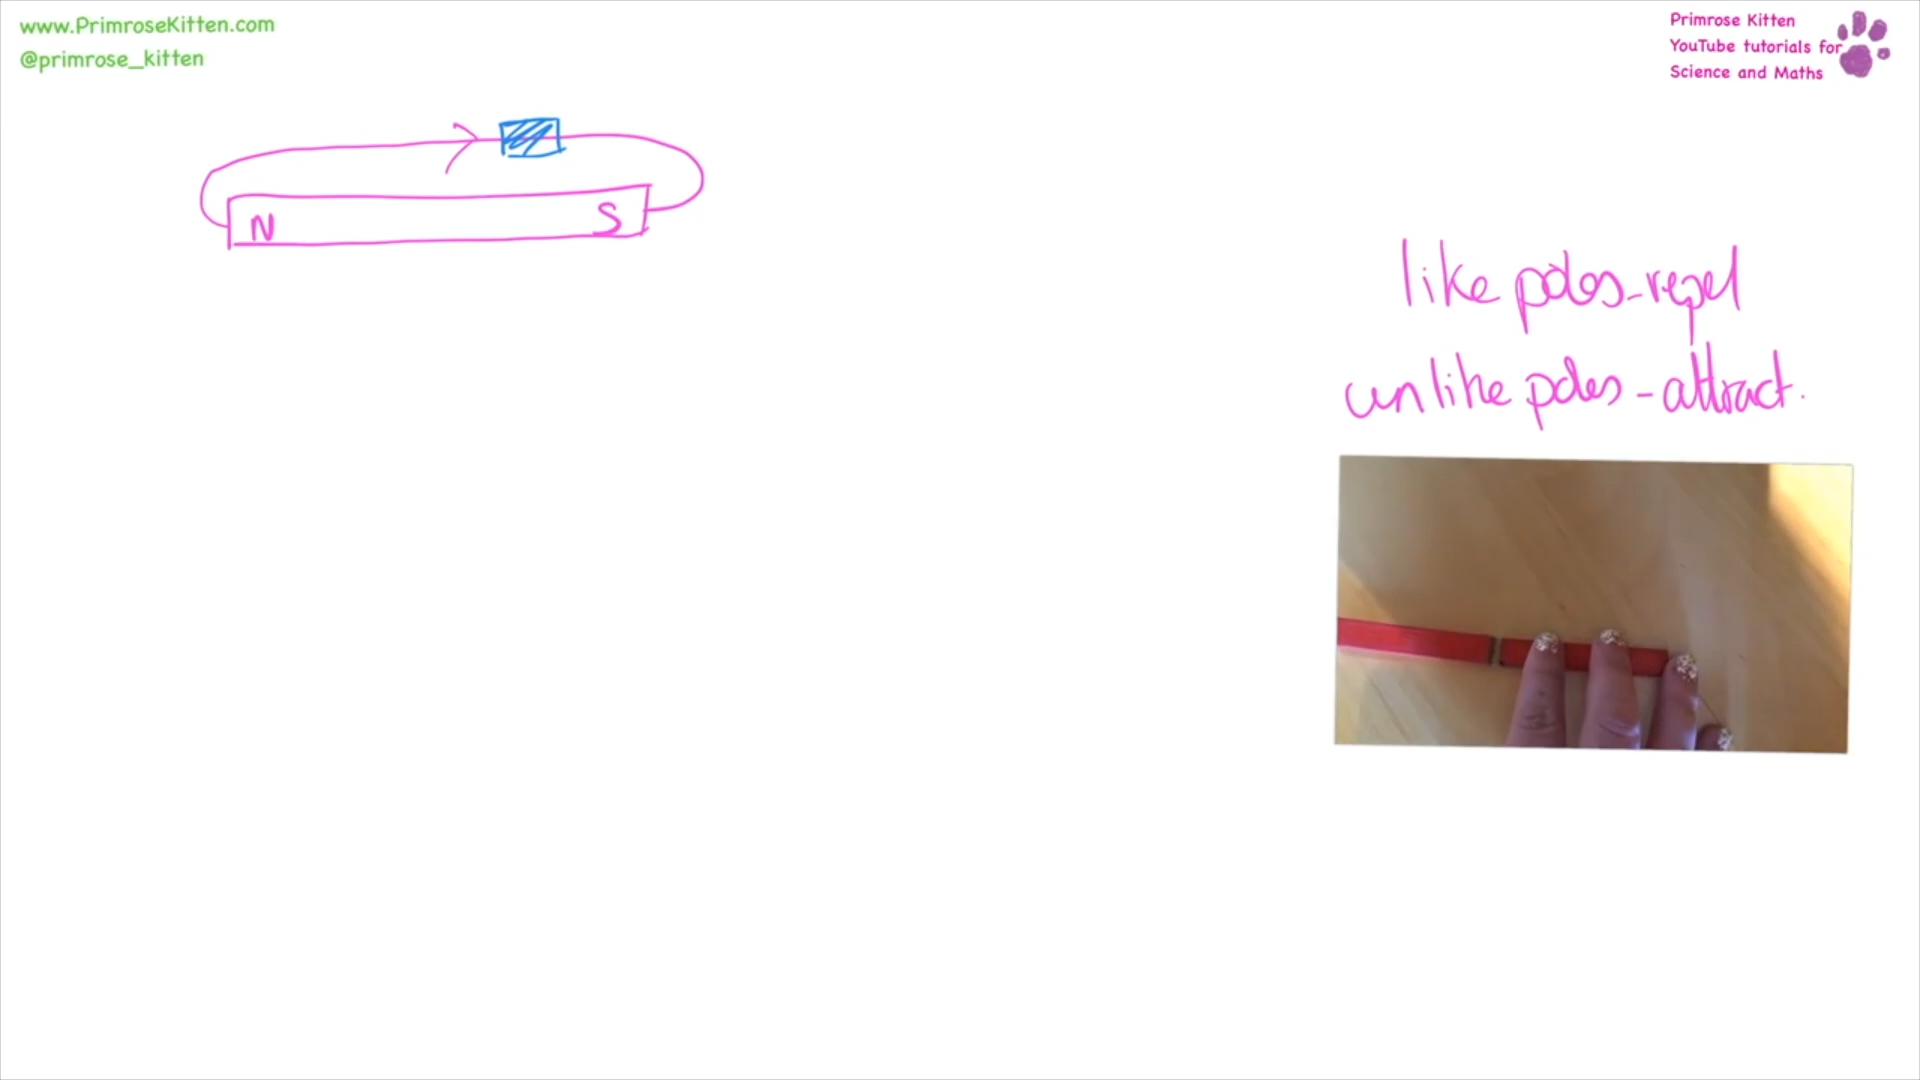 www.PrimroseKitten.com
@primrose_kitten
Primrose Kitten
YouTube tutorials for
Science and Maths
N
S
like poles-repel
unlike poles-attract.